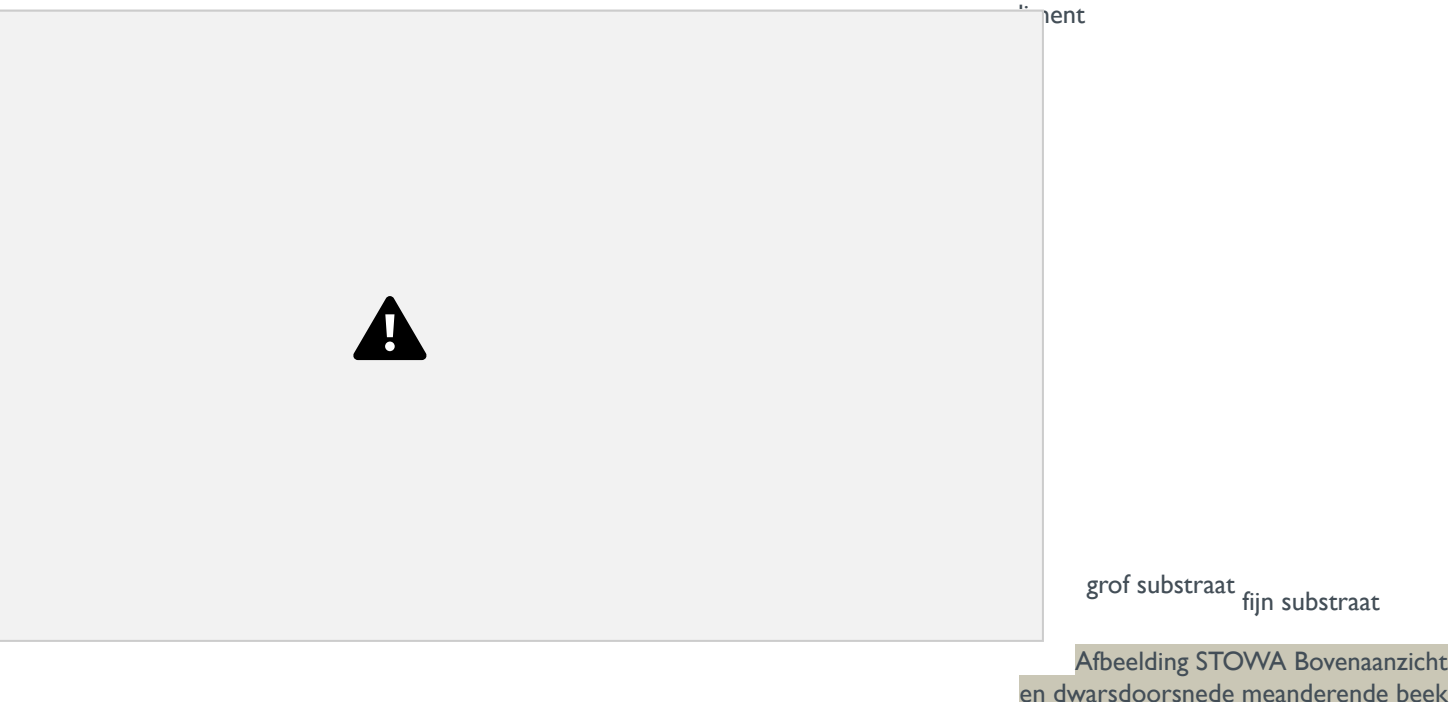 grof substraat
fijn substraat
Afbeelding STOWA Bovenaanzicht
en dwarsdoorsnede meanderende beek